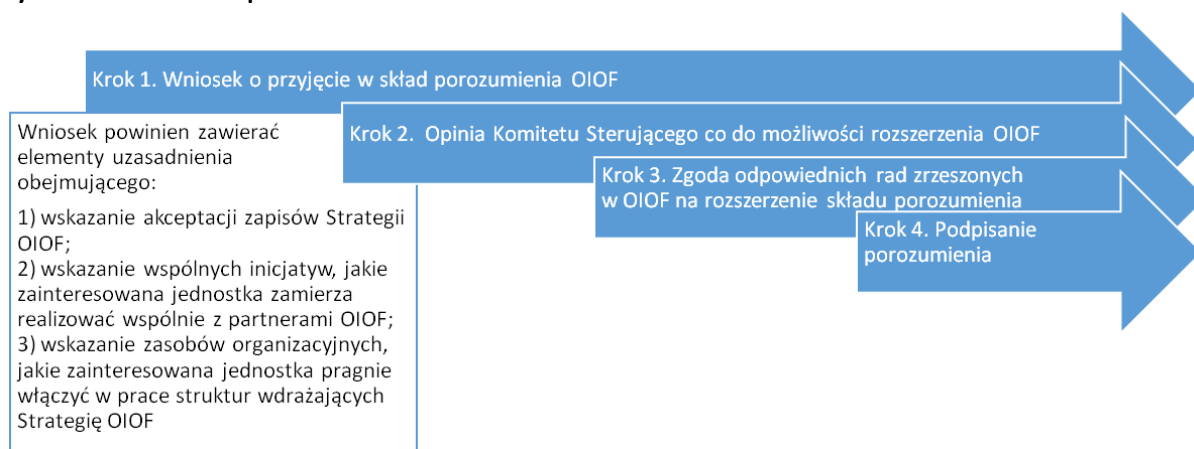 Krok 1. Wniosek o przyjęcie w skład porozumienia OIOF
Wniosek powinien zawierać
elementy uzasadnienia
obejmującego:
1) wskazanie akceptacji zapisów Strategii
OIOF;
2) wskazanie wspólnych inicjatyw, jakie
zainteresowana jednostka zamierza
realizować wspólnie z partnerami OIOF;
3) wskazanie zasobów organizacyjnych,
jakie zainteresowana jednostka pragnie
włączyć w prace struktur wdrażających
Strategię OIOF
Krok 2. Opinia Komitetu Sterującego co do możliwości rozszerzenia OIOF
Krok 3. Zgoda odpowiednich rad zrzeszonych
w OIOF na rozszerzenie składu porozumienia
Krok 4. Podpisanie
porozumienia